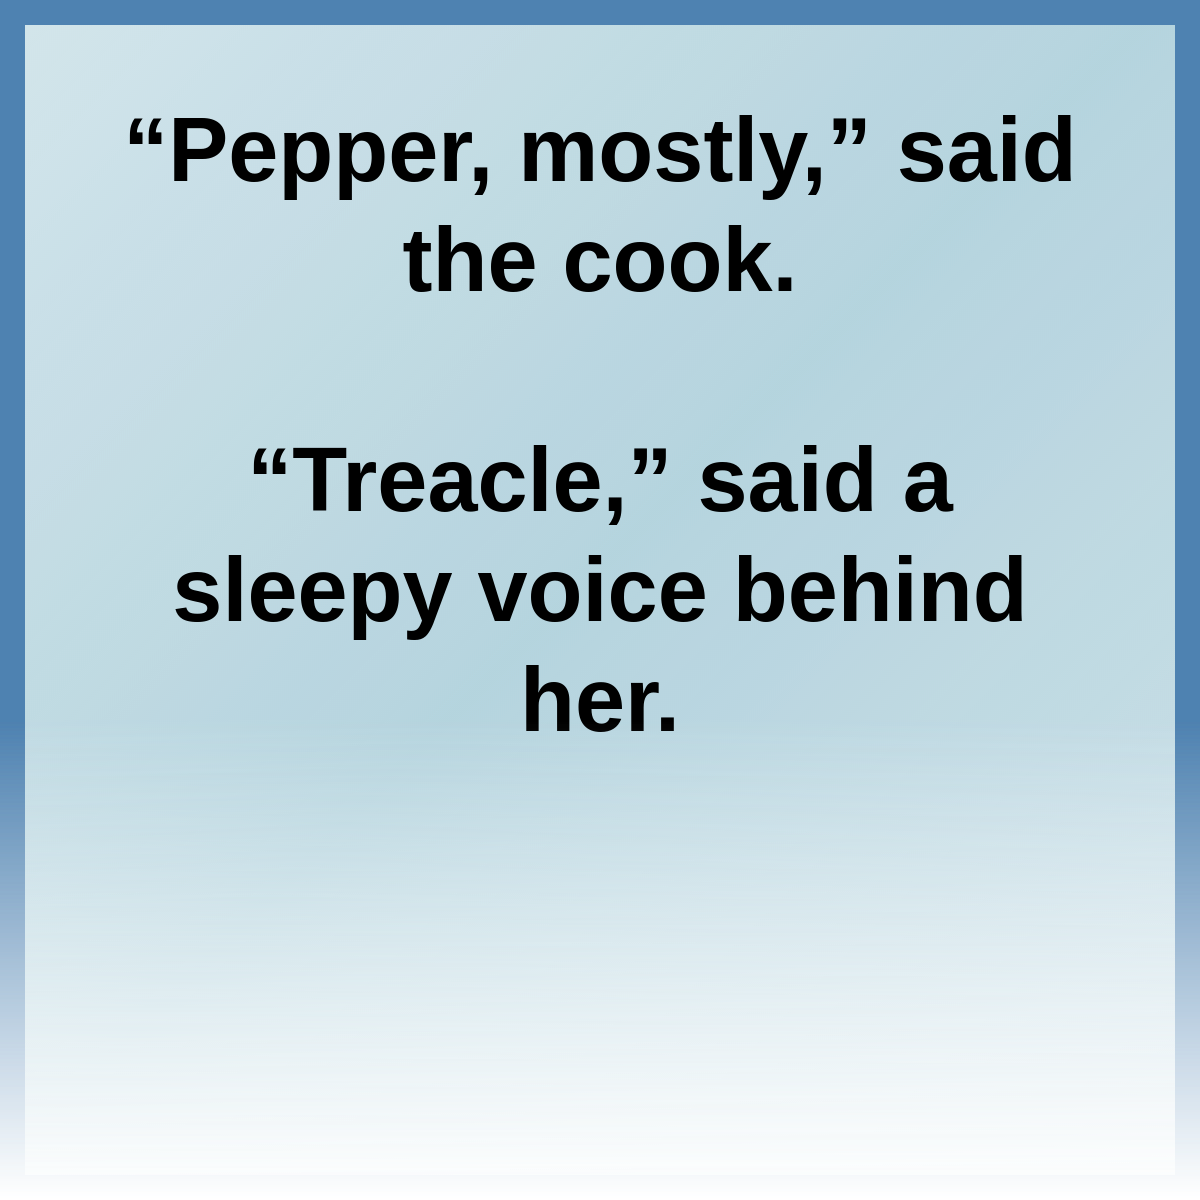 “Pepper, mostly,” said
the cook.
“Treacle,” said a
sleepy voice behind
her.